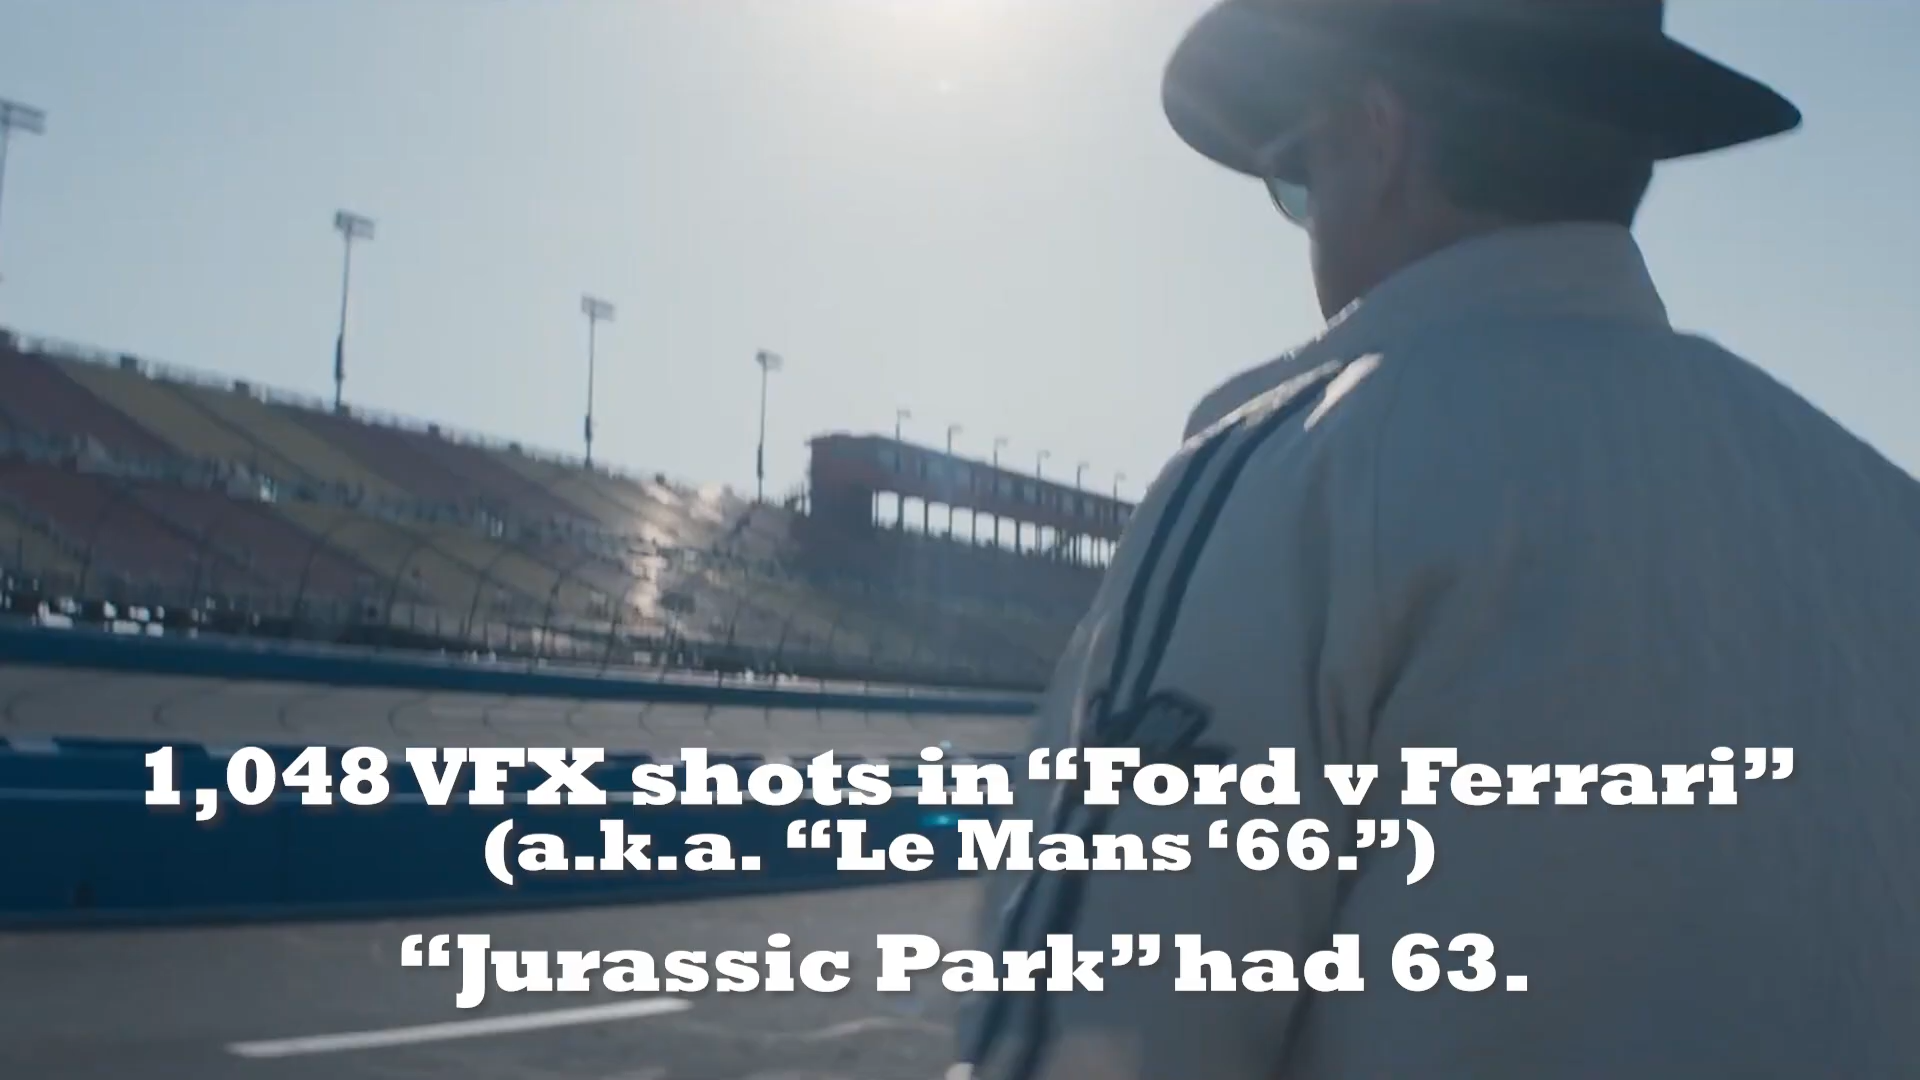 1,048 VFX shots in “Ford v Ferrari”
(a.k.a. “Le Mans ‘66.”)
“Jurassic Park” had 63.